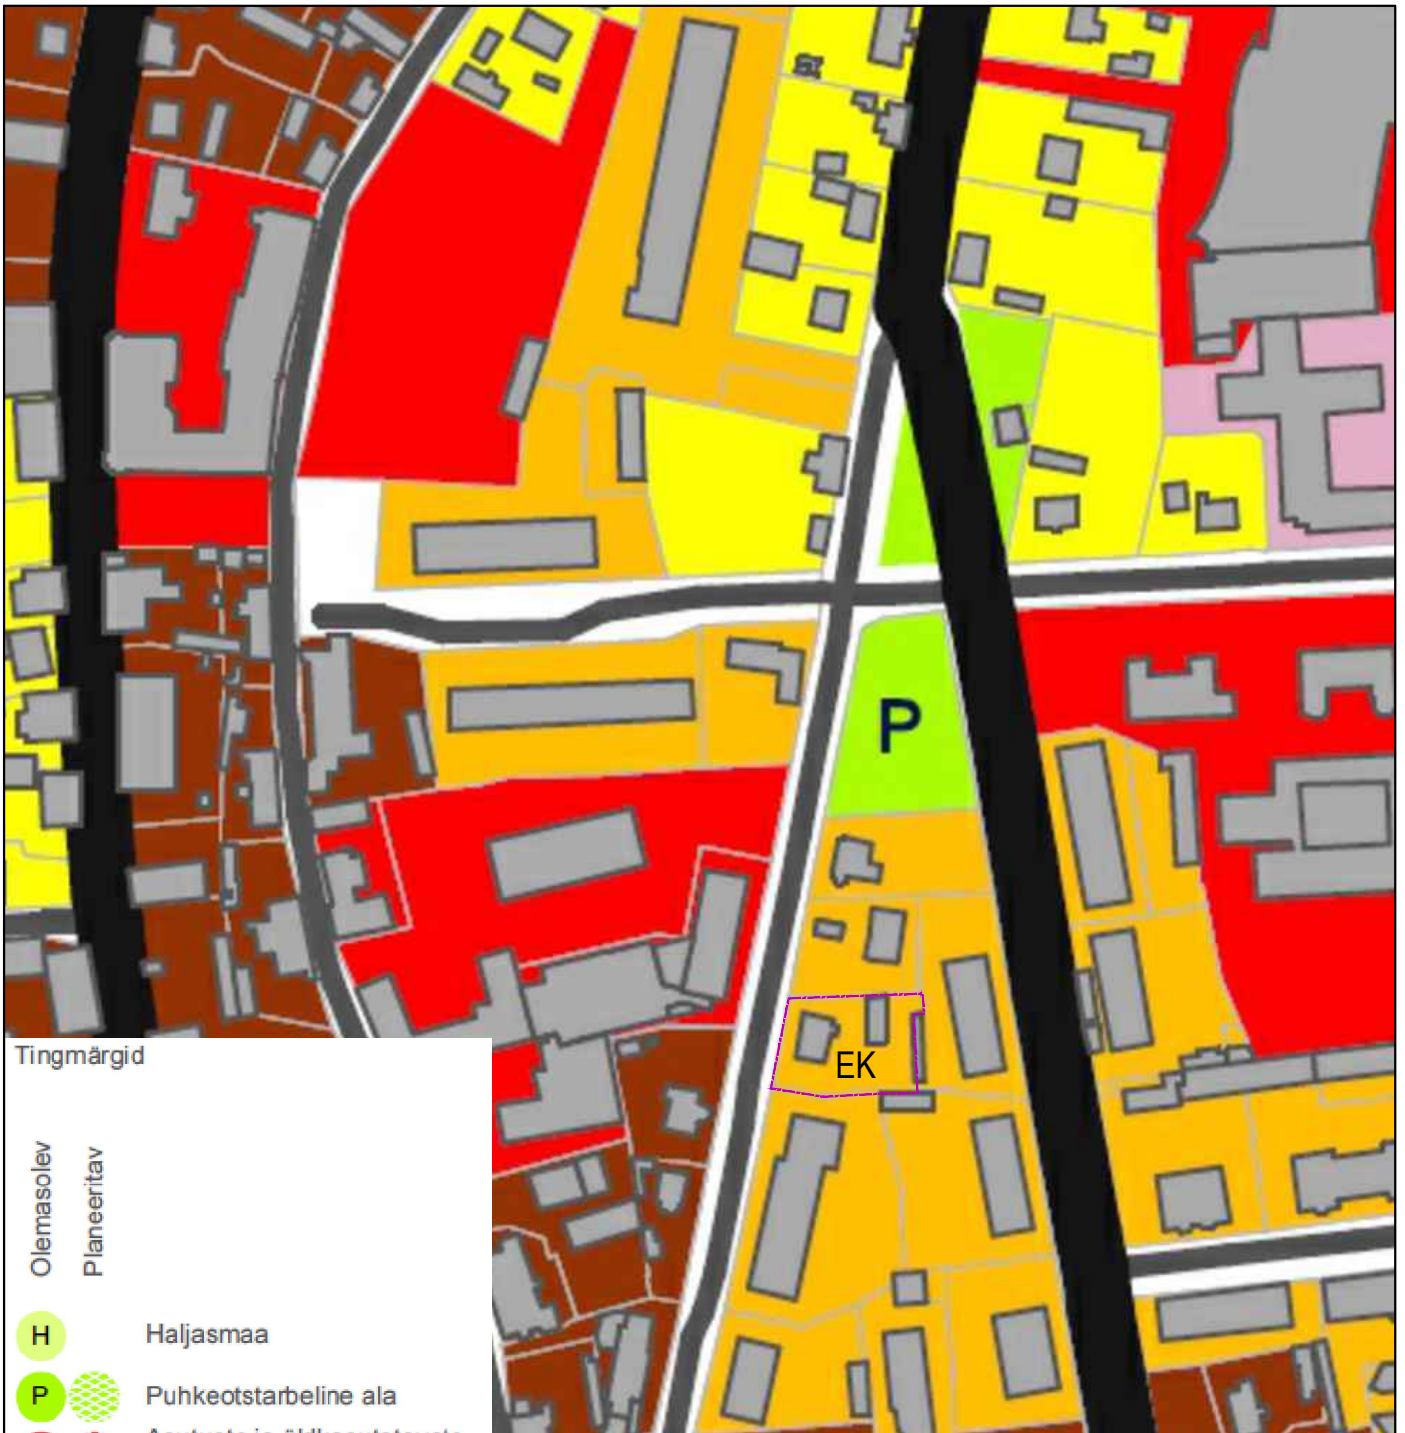 P
EK
Tingmärgid
Olemasolev
Planeeritav
H Haljasmaa
P Puhkeotstarbeline ala